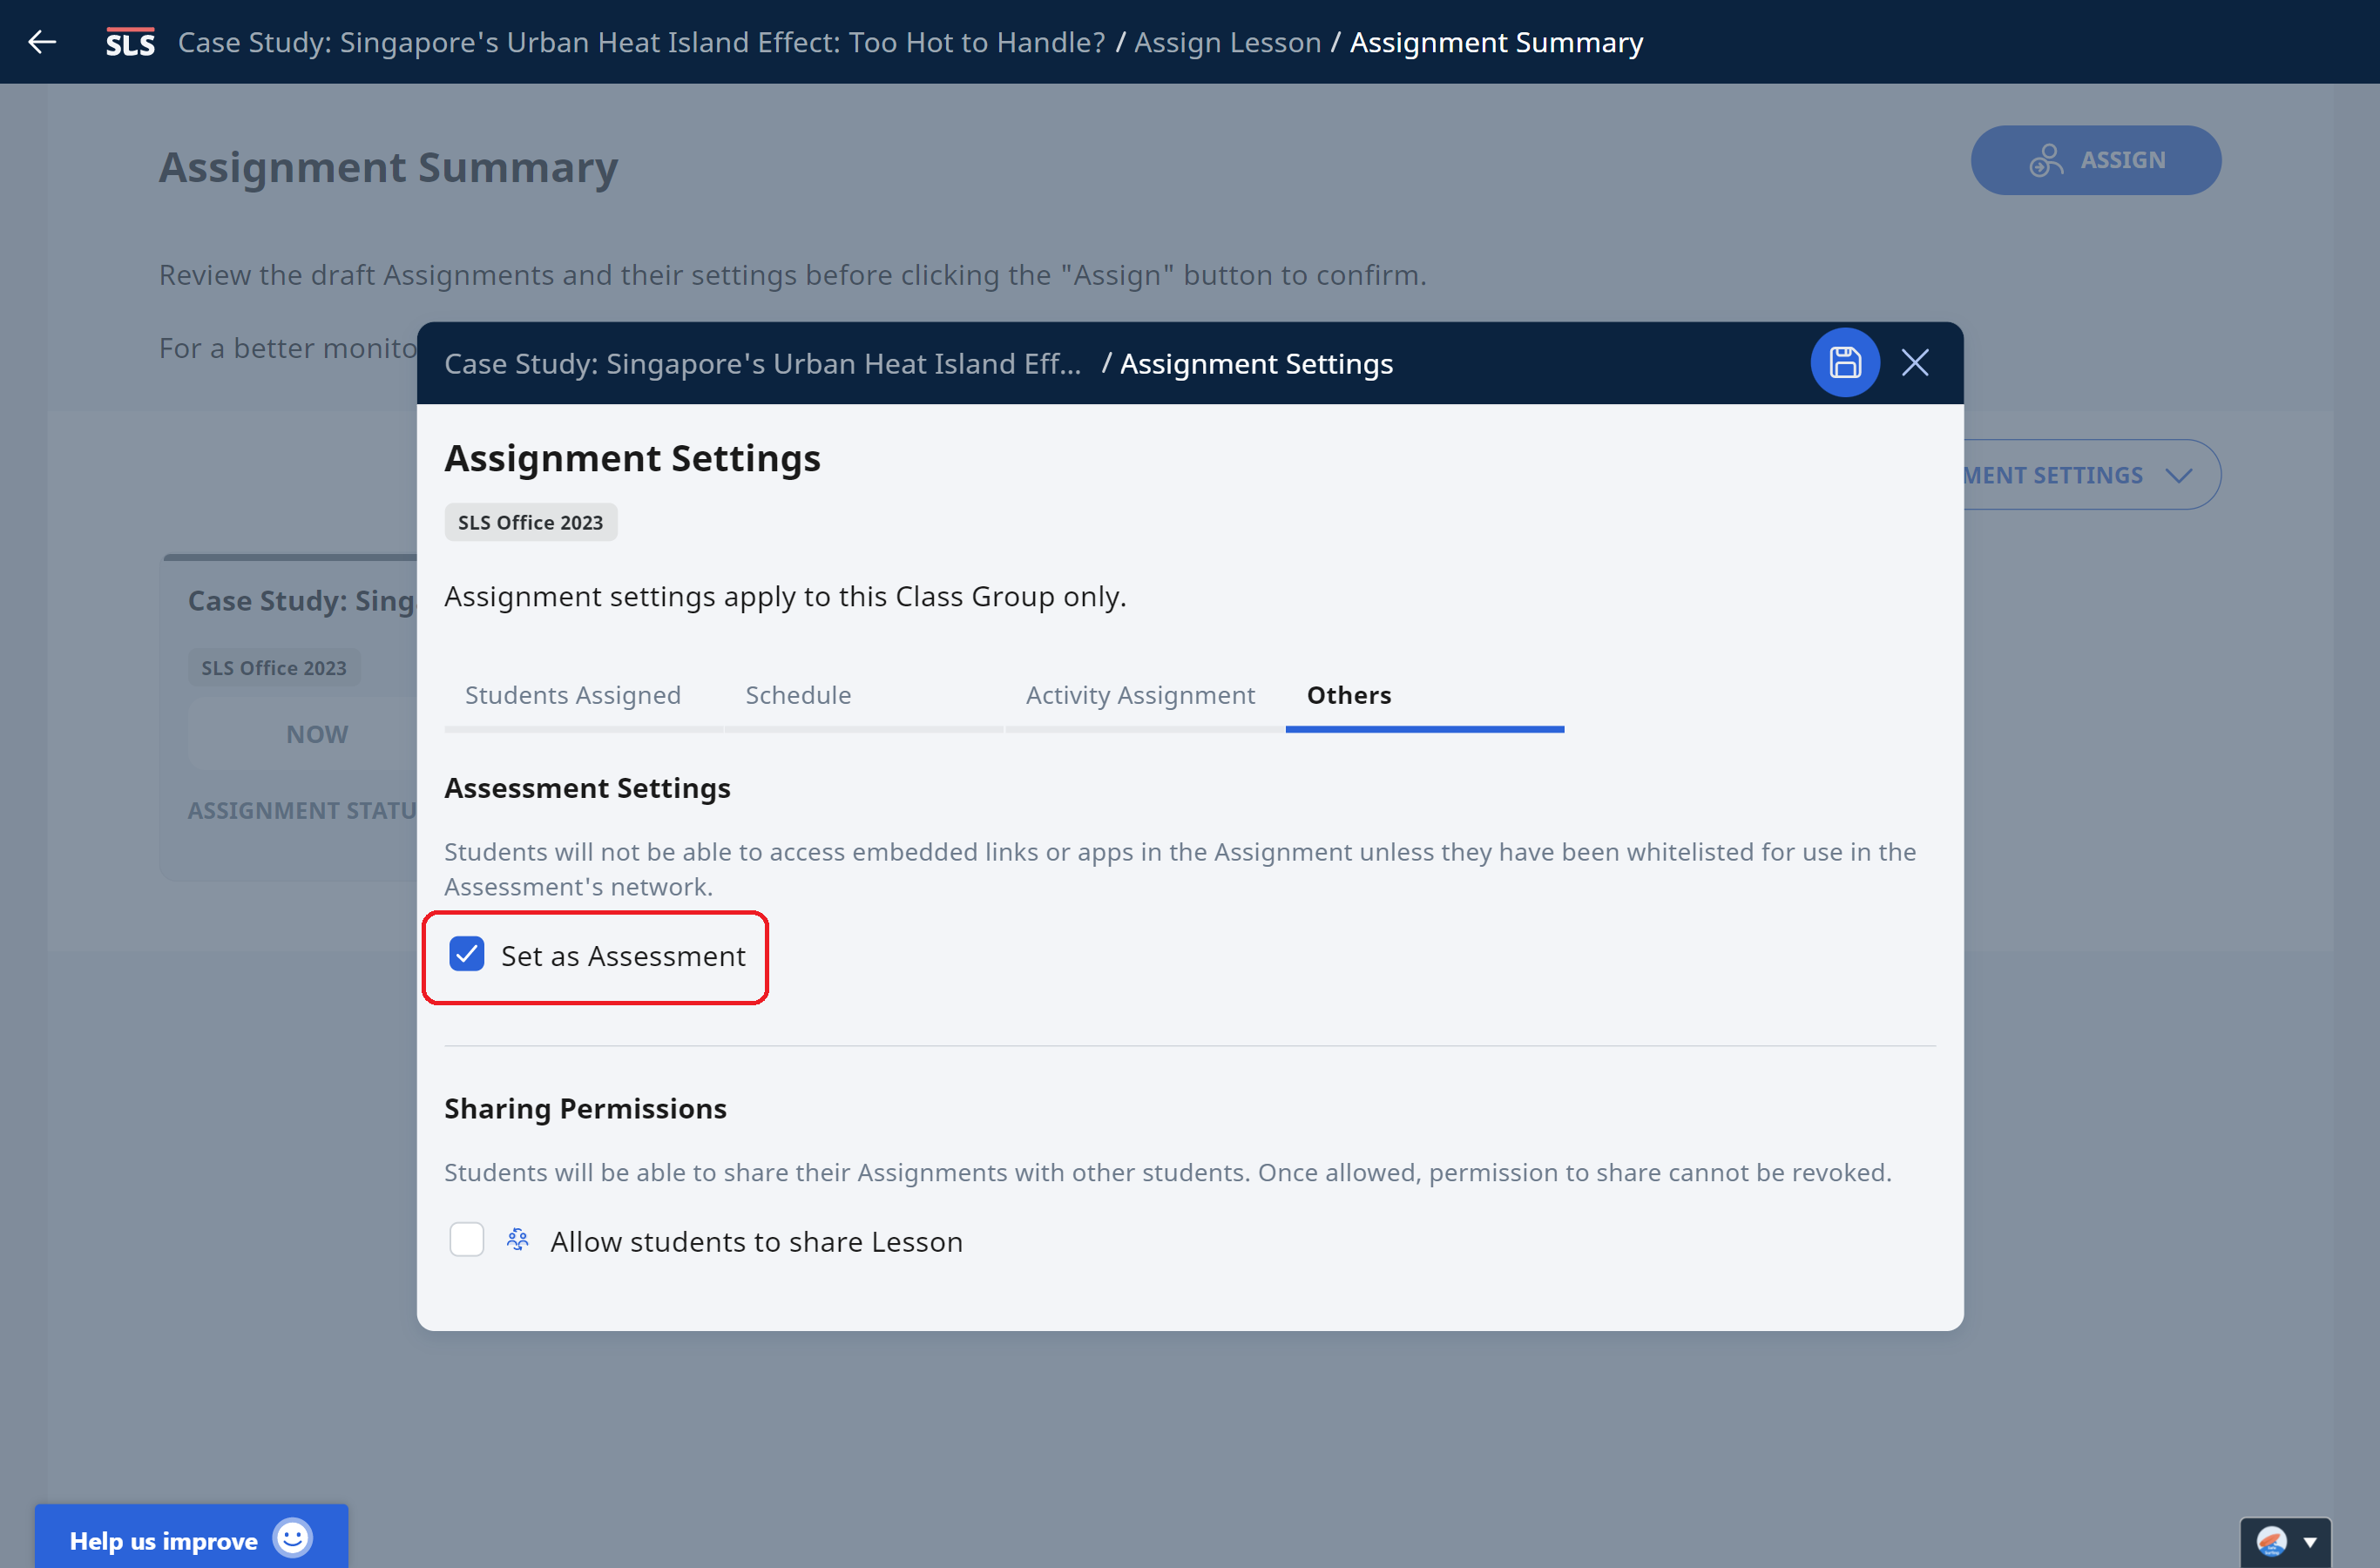 SLS Case Study: Singapore's Urban Heat Island Effect: Too Hot to Handle? / Assign Lesson / Assignment Summary
Assignment Summary
ASSIGN
Review the draft Assignments and their settings before clicking the "Assign" button to confirm.
For a better monito
Case Study: Singapore's Urban Heat Island Eff... / Assignment Settings
Assignment Settings
MENT SETTINGS
SLS Office 2023
Assignment settings apply to this Class Group only.
Case Study: Sing
SLS Office 2023
NOW
ASSIGNMENT STATU
Students Assigned Schedule Activity Assignment Others
Assessment Settings
Students will not be able to access embedded links or apps in the Assignment unless they have been whitelisted for use in the
Assessment's network.
Set as Assessment
Sharing Permissions
Students will be able to share their Assignments with other students. Once allowed, permission to share cannot be revoked.
Allow students to share Lesson
Help us improve